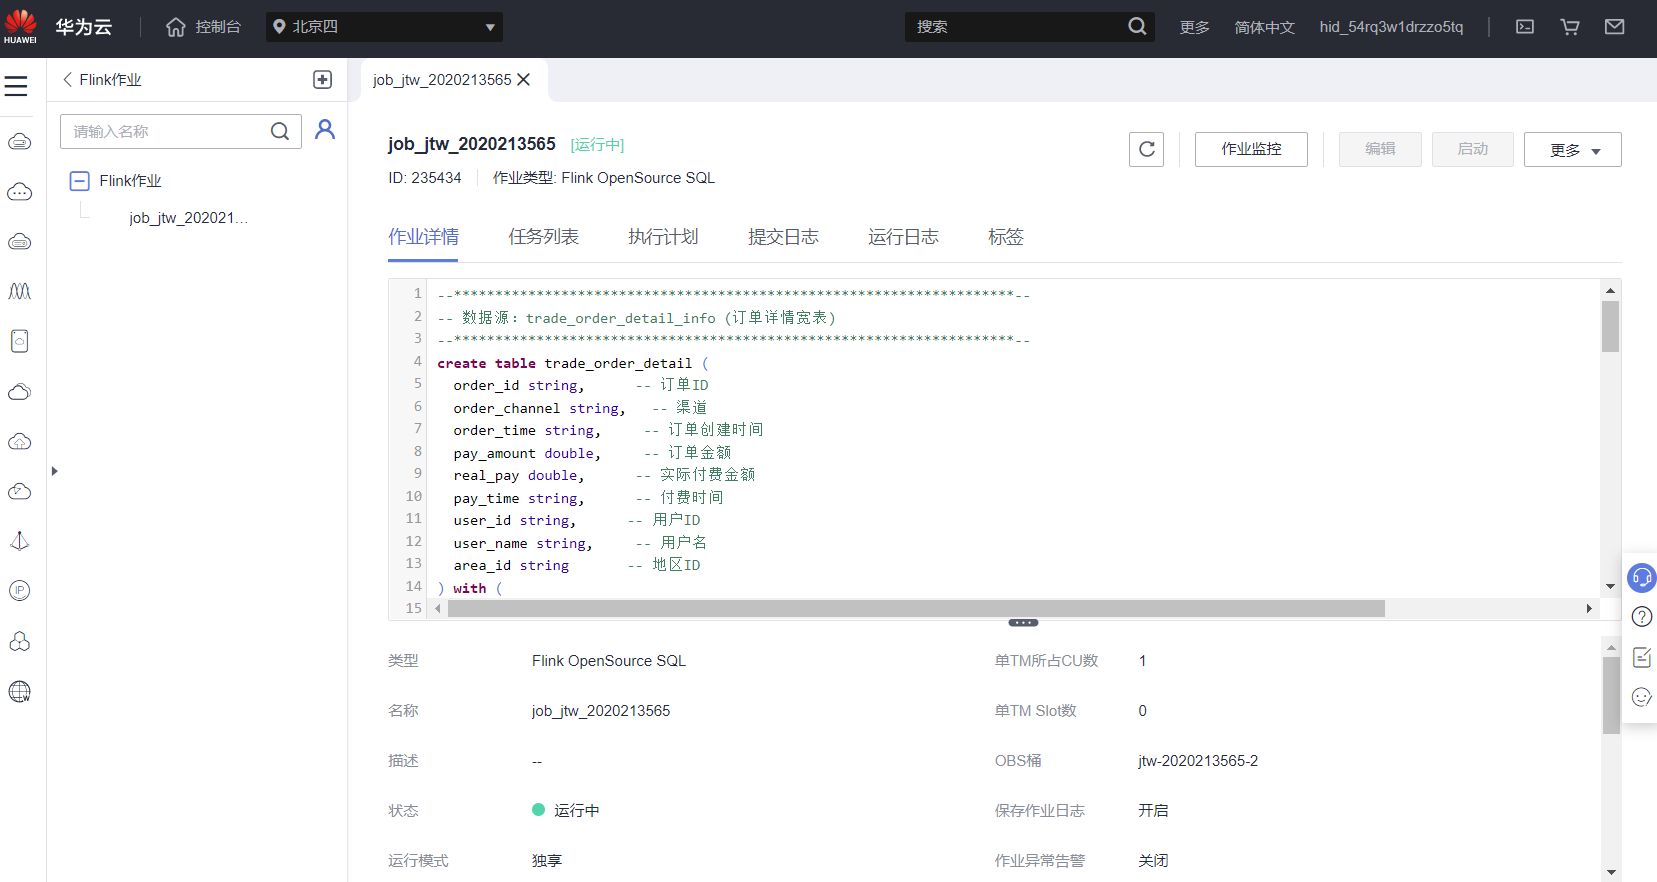 HUAWEI 华为云 控制台 北京四 搜索 更多 简体中文 hid_54rq3w1drzzo5tq
Flink作业
job_jtw_2020213565
请输入名称
Flink作业
job_jtw_202021...
job_jtw_2020213565 [运行中]
作业监控 编辑 启动 更多
ID: 235434 作业类型: Flink OpenSource SQL
作业详情 任务列表 执行计划 提交日志 运行日志 标签
1 --********************************************************************--
2 -- 数据源：trade_order_detail_info (订单详情宽表)
3 --********************************************************************--
4 create table trade_order_detail (
5 order_id string, -- 订单ID
6 order_channel string, -- 渠道
7 order_time string, -- 订单创建时间
8 pay_amount double, -- 订单金额
9 real_pay double, -- 实际付费金额
10 pay_time string, -- 付费时间
11 user_id string, -- 用户ID
12 user_name string, -- 用户名
13 area_id string -- 地区ID
14 ) with (
15
类型 Flink OpenSource SQL 单TM所占CU数 1
名称 job_jtw_2020213565 单TM Slot数 0
描述 -- OBS桶 jtw-2020213565-2
状态 运行中 保存作业日志 开启
运行模式 独享 作业异常告警 关闭
IP
W